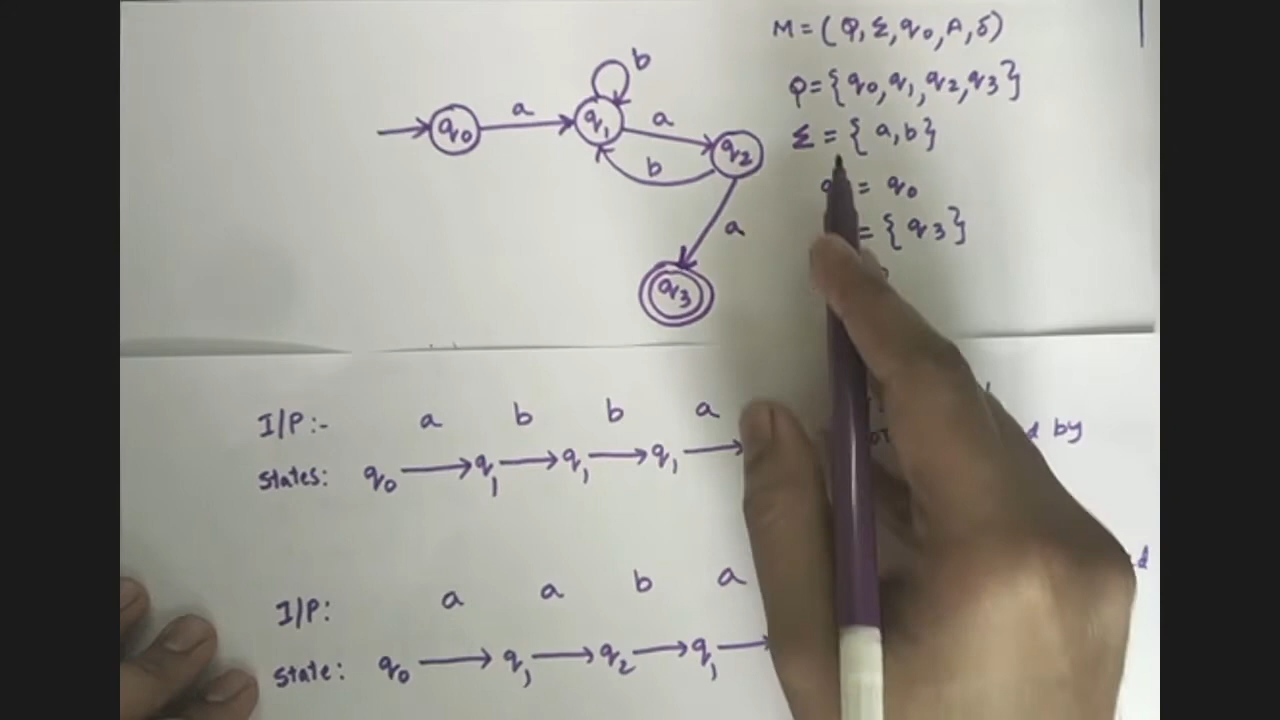 M = (Q, Σ, q0, A, δ)
Q = {q0, q1, q2, q3}
Σ = {a, b}
= q0
= {q3}
b
q0 a q1 a q2
b
a
q3
I/P:- a b b a
States: q0 → q1 → q1 → q1 →
by
I/P: a a b a
State: q0 → q1 → q2 → q1 →